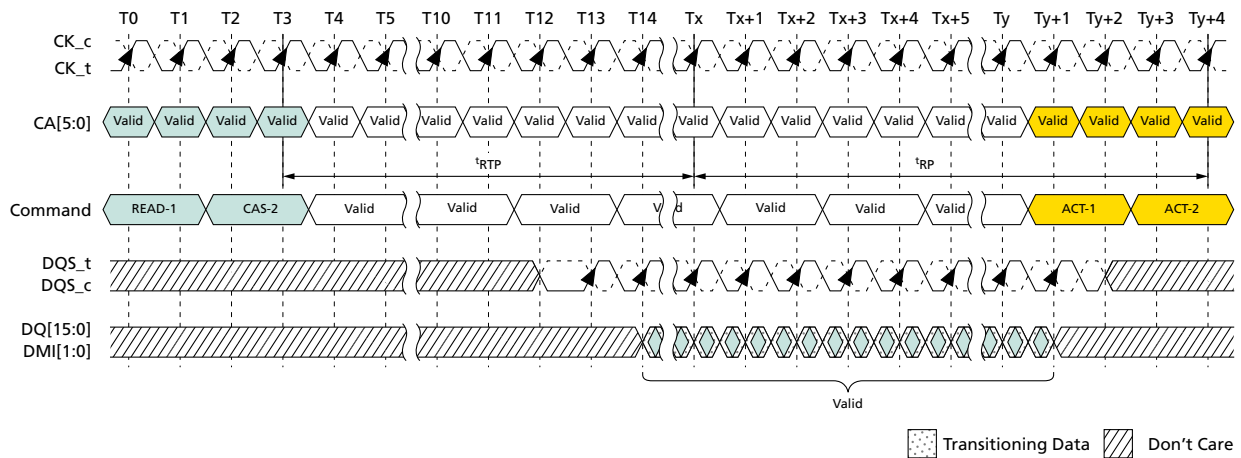 T0 T1 T2 T3 T4 T5 T10 T11 T12 T13 T14 Tx Tx+1 Tx+2 Tx+3 Tx+4 Tx+5 Ty Ty+1 Ty+2 Ty+3 Ty+4
CK_c
CK_t
CA[5:0] Valid Valid Valid Valid Valid Valid Valid Valid Valid Valid Valid Valid Valid Valid Valid Valid Valid Valid Valid Valid Valid Valid
tRTP tRP
Command READ-1 CAS-2 Valid Valid Valid Valid Valid Valid Valid ACT-1 ACT-2
DQS_t
DQS_c
DQ[15:0]
DMI[1:0]
Valid
Transitioning Data Don't Care